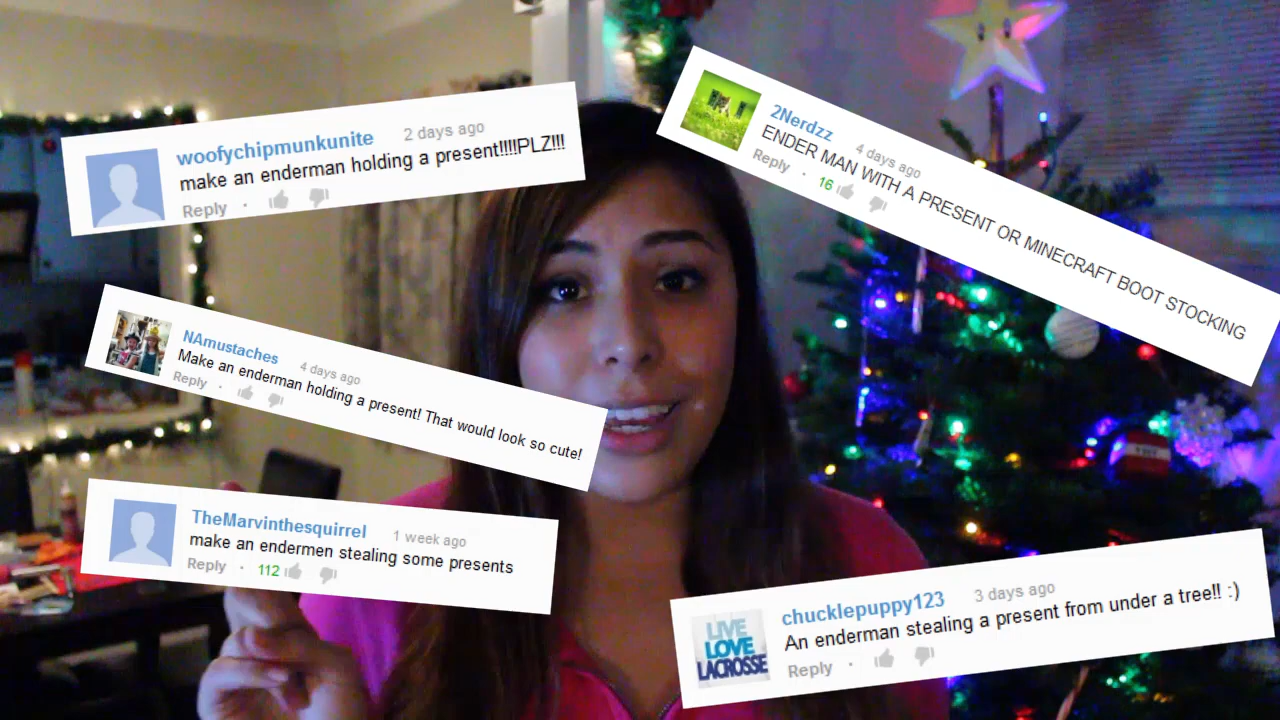 woofychipmunkunite 2 days ago
make an enderman holding a present!!!!PLZ!!!
Reply · 
2Nerdzz 4 days ago
ENDER MAN WITH A PRESENT OR MINECRAFT BOOT STOCKING
Reply · 16
NAmustaches 4 days ago
Make an enderman holding a present! That would look so cute!
Reply ·
TheMarvinthesquirrel 1 week ago
make an endermen stealing some presents
Reply · 112
LIVE
LOVE
LACROSSE
chucklepuppy123 3 days ago
An enderman stealing a present from under a tree!! :)
Reply ·